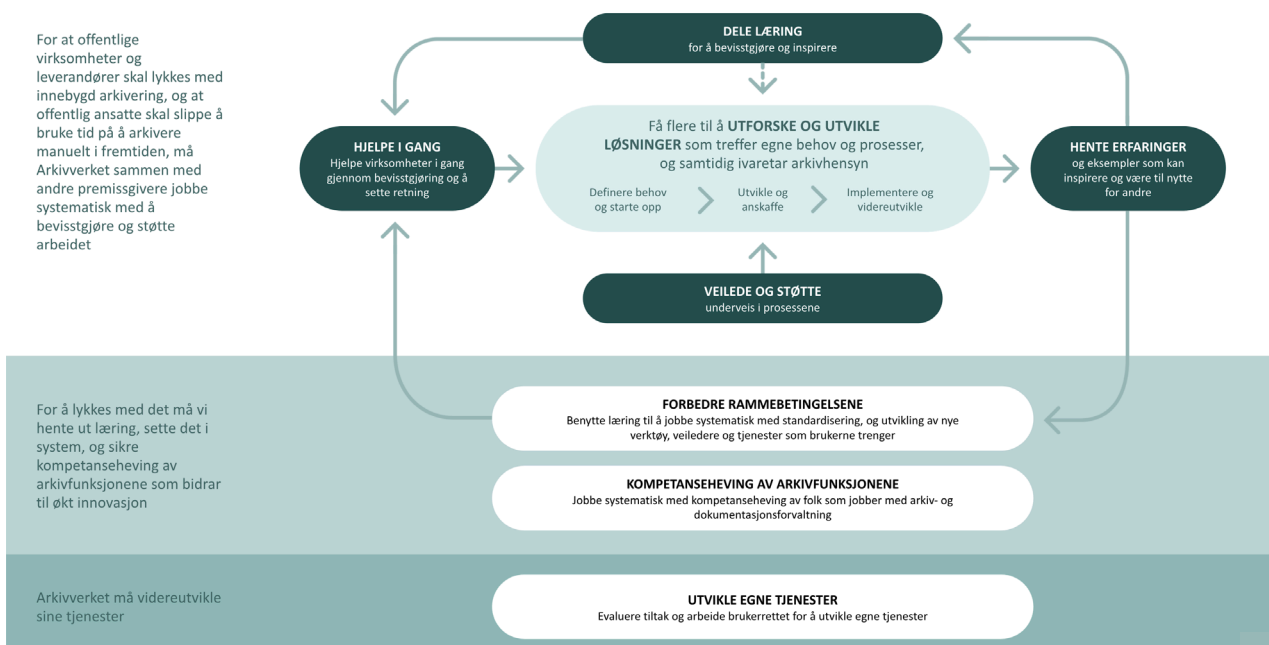 For at offentlige
virksomheter og
leverandører skal lykkes med
innebygd arkivering, og at
offentlig ansatte skal slippe å
bruke tid på å arkivere
manuelt i fremtiden, må
Arkivverket sammen med
andre premissgivere jobbe
systematisk med å
bevisstgjøre og støtte
arbeidet
DELE LÆRING
for å bevisstgjøre og inspirere
HJELPE I GANG
Hjelpe virksomheter i gang
gjennom bevisstgjøring og å
sette retning
Få flere til å UTFORSKE OG UTVIKLE
LØSNINGER som treffer egne behov og prosesser,
og samtidig ivaretar arkivhensyn
Definere behov
og starte opp
Utvikle og
anskaffe
Implementere og
videreutvikle
HENTE ERFARINGER
og eksempler som kan
inspirere og være til nytte
for andre
VEILEDE OG STØTTE
underveis i prosessene
For å lykkes med det må vi
hente ut læring, sette det i
system, og sikre
kompetanseheving av
arkivfunksjonene som bidrar
til økt innovasjon
FORBEDRE RAMMEBETINGELSENE
Benytte læring til å jobbe systematisk med standardisering, og utvikling av nye
verktøy, veiledere og tjenester som brukerne trenger
KOMPETANSEHEVING AV ARKIVFUNKSJONENE
Jobbe systematisk med kompetanseheving av folk som jobber med arkiv- og
dokumentasjonsforvaltning
Arkivverket må videreutvikle
sine tjenester
UTVIKLE EGNE TJENESTER
Evaluere tiltak og arbeide brukerrettet for å utvikle egne tjenester